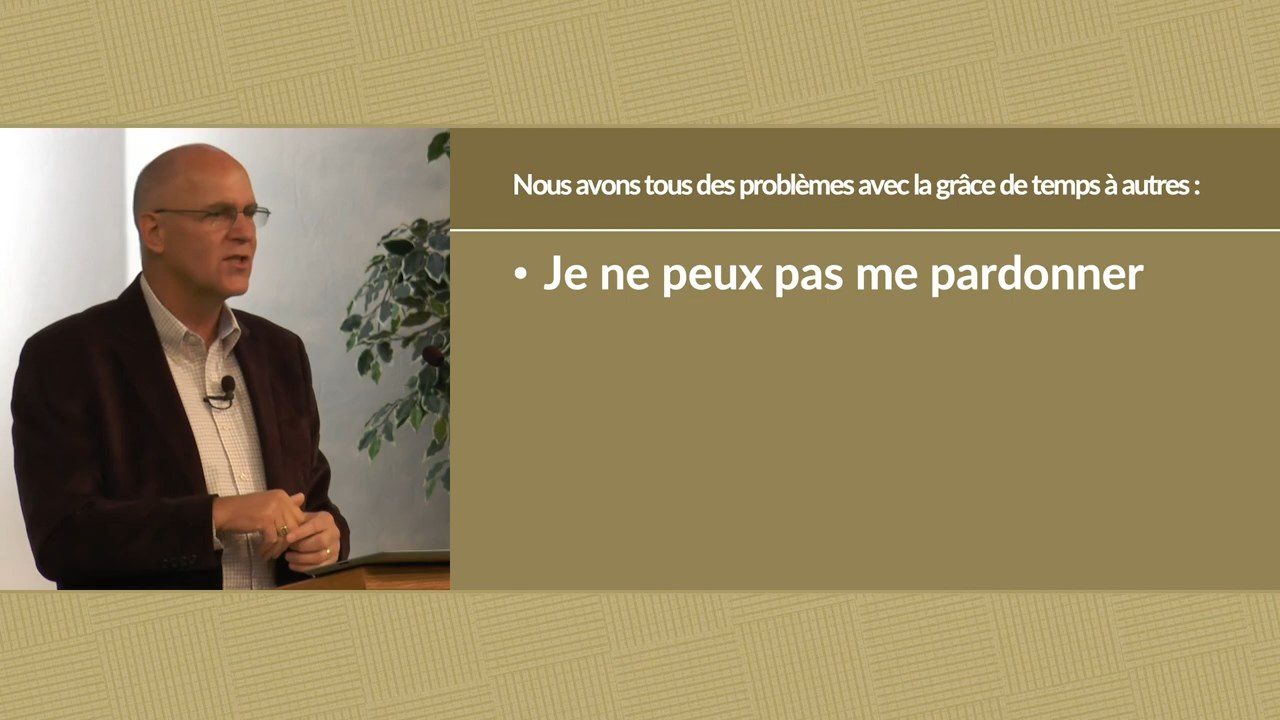 Nous avons tous des problèmes avec la grâce de temps à autres :
• Je ne peux pas me pardonner